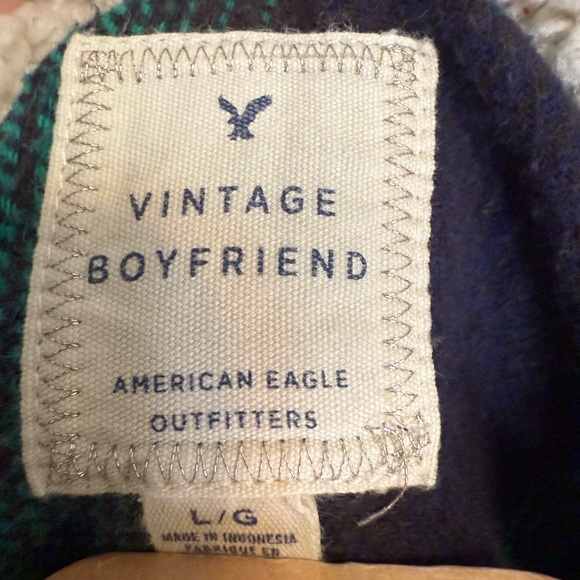 VINTAGE
BOYFRIEND
AMERICAN EAGLE
OUTFITTERS
L/G
MADE IN INDONESIA
FABRIQUE EN